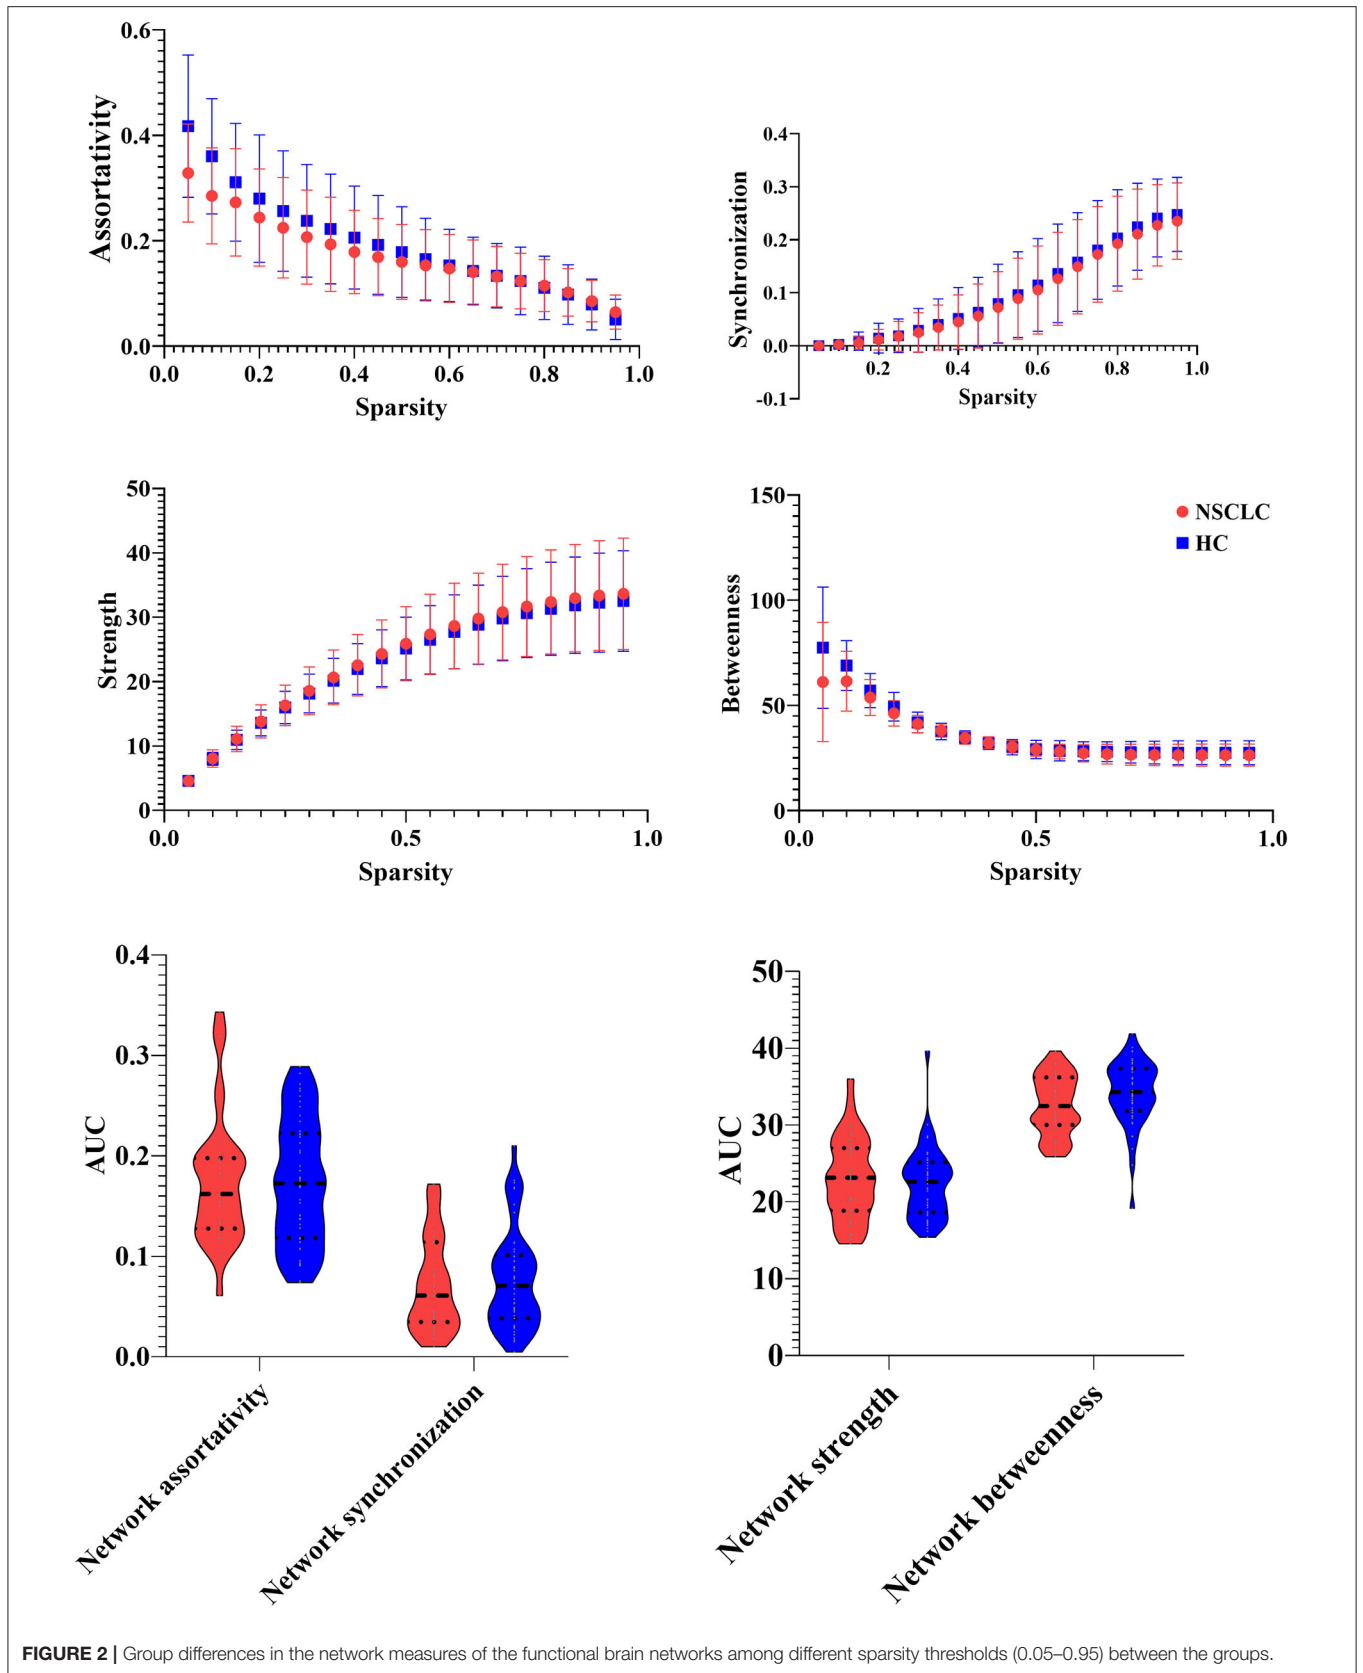 0.6
0.4
0.2
0.0
Assortativity
0.0 0.2 0.4 0.6 0.8 1.0
Sparsity
0.4
0.3
0.2
0.1
0.0
-0.1
Synchronization
0.2 0.4 0.6 0.8 1.0
Sparsity
50
40
30
20
10
0
Strength
0.0 0.5 1.0
Sparsity
150
100
50
0
Betweenness
NSCLC
HC
0.0 0.5 1.0
Sparsity
0.4
0.3
0.2
0.1
0.0
AUC
Network assortativity
Network synchronization
50
40
30
20
10
0
AUC
Network strength
Network betweenness
FIGURE 2 | Group differences in the network measures of the functional brain networks among different sparsity thresholds (0.05–0.95) between the groups.